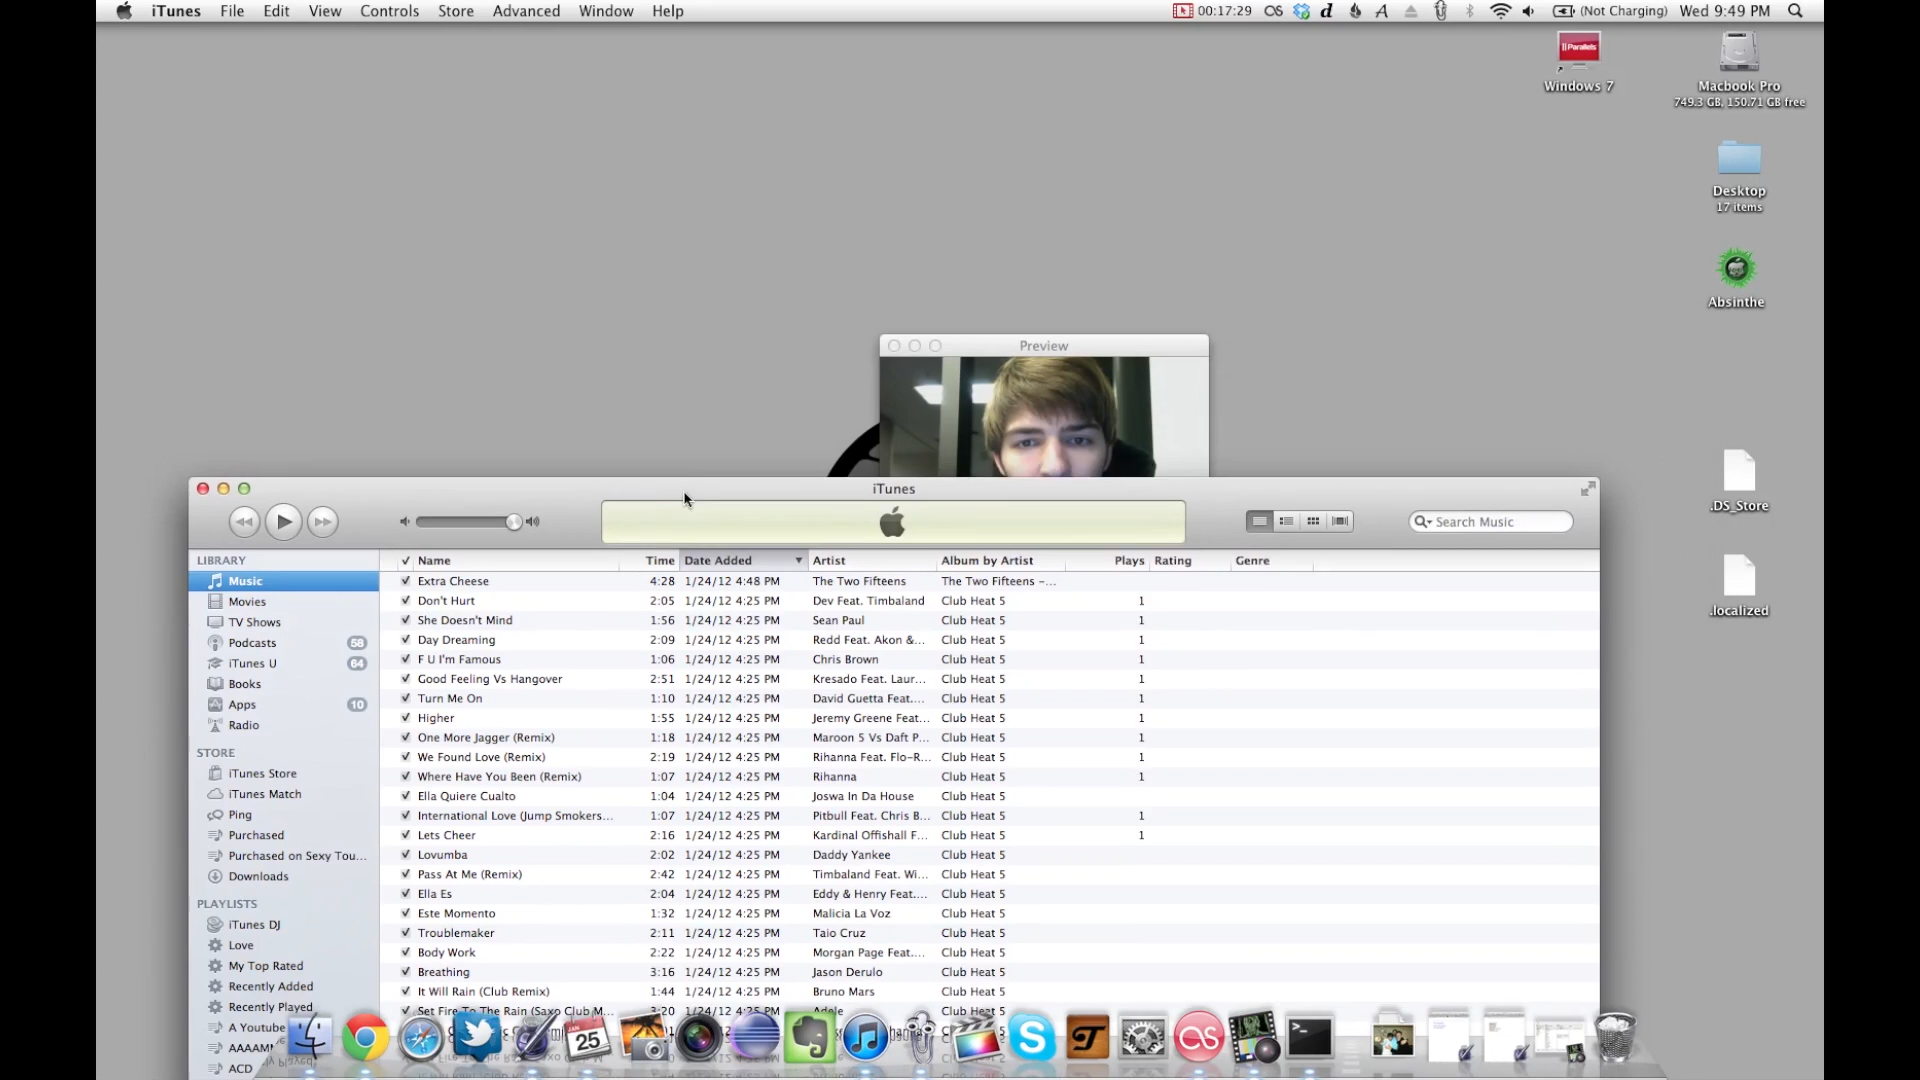 iTunes File Edit View Controls Store Advanced Window Help 00:17:29 (Not Charging) Wed 9:49 PM
Parallels
Windows 7
Macbook Pro
749.3 GB, 150.71 GB free
Desktop
17 items
Absinthe
Preview
.DS_Store
.localized
iTunes
Search Music
LIBRARY
Music
Movies
TV Shows
Podcasts 58
iTunes U 64
Books
Apps 10
Radio
STORE
iTunes Store
iTunes Match
Ping
Purchased
Purchased on Sexy Tou...
Downloads
PLAYLISTS
iTunes DJ
Love
My Top Rated
Recently Added
Recently Played
A Youtube
AAAAM
ACD
Name Time Date Added Artist Album by Artist Plays Rating Genre
Extra Cheese 4:28 1/24/12 4:48 PM The Two Fifteens The Two Fifteens -...
Don't Hurt 2:05 1/24/12 4:25 PM Dev Feat. Timbaland Club Heat 5 1
She Doesn't Mind 1:56 1/24/12 4:25 PM Sean Paul Club Heat 5 1
Day Dreaming 2:09 1/24/12 4:25 PM Redd Feat. Akon &... Club Heat 5 1
F U I'm Famous 1:06 1/24/12 4:25 PM Chris Brown Club Heat 5 1
Good Feeling Vs Hangover 2:51 1/24/12 4:25 PM Kresado Feat. Laur... Club Heat 5 1
Turn Me On 1:10 1/24/12 4:25 PM David Guetta Feat.... Club Heat 5 1
Higher 1:55 1/24/12 4:25 PM Jeremy Greene Feat... Club Heat 5 1
One More Jagger (Remix) 1:18 1/24/12 4:25 PM Maroon 5 Vs Daft P... Club Heat 5 1
We Found Love (Remix) 2:19 1/24/12 4:25 PM Rihanna Feat. Flo-R... Club Heat 5 1
Where Have You Been (Remix) 1:07 1/24/12 4:25 PM Rihanna Club Heat 5 1
Ella Quiere Cualto 1:04 1/24/12 4:25 PM Joswa In Da House Club Heat 5
International Love (Jump Smokers... 1:07 1/24/12 4:25 PM Pitbull Feat. Chris B... Club Heat 5 1
Lets Cheer 2:16 1/24/12 4:25 PM Kardinal Offishall F... Club Heat 5 1
Lovumba 2:02 1/24/12 4:25 PM Daddy Yankee Club Heat 5
Pass At Me (Remix) 2:42 1/24/12 4:25 PM Timbaland Feat. Wi... Club Heat 5
Ella Es 2:04 1/24/12 4:25 PM Eddy & Henry Feat.... Club Heat 5
Este Momento 1:32 1/24/12 4:25 PM Malicia La Voz Club Heat 5
Troublemaker 2:11 1/24/12 4:25 PM Taio Cruz Club Heat 5
Body Work 2:22 1/24/12 4:25 PM Morgan Page Feat.... Club Heat 5
Breathing 3:16 1/24/12 4:25 PM Jason Derulo Club Heat 5
It Will Rain (Club Remix) 1:44 1/24/12 4:25 PM Bruno Mars Club Heat 5
Set Fire To The Rain (Saxo Club M... 3:20 1/24/12 4:25 PM Adele Club Heat 5
JAN
25